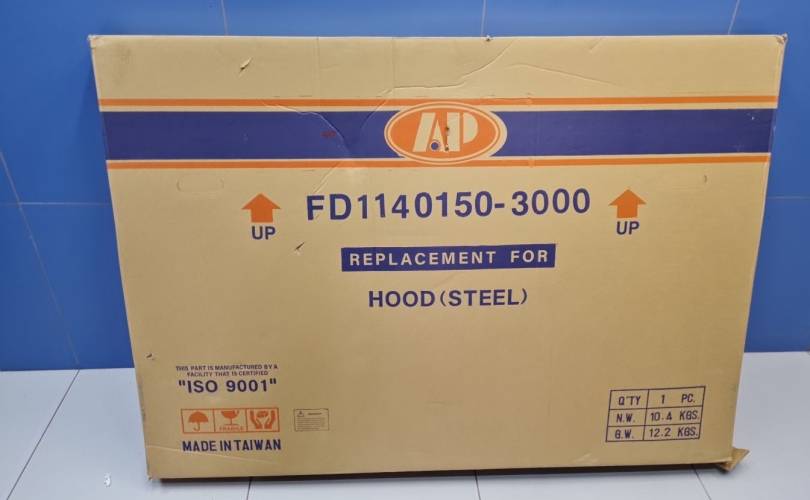 AP
FD1140150-3000
UP
UP
REPLACEMENT FOR
HOOD (STEEL)
THIS PART IS MANUFACTURED BY A
FACILITY THAT IS CERTIFIED
"ISO 9001"
FRAGILE
MADE IN TAIWAN
Q'TY 1 PC.
N.W. 10.4 KGS.
G.W. 12.2 KGS.